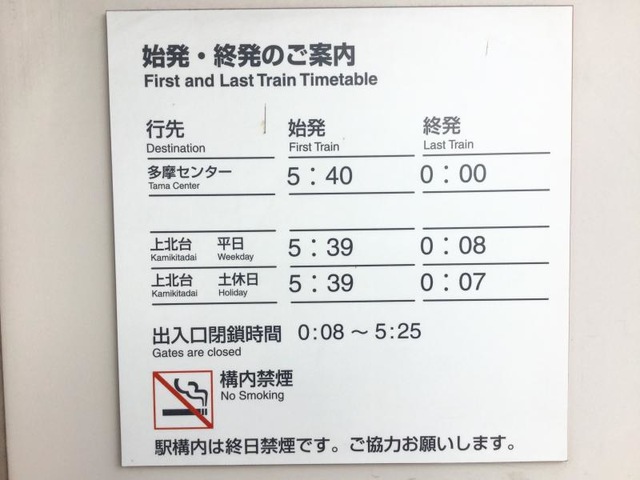 始発・終発のご案内
First and Last Train Timetable
行先 始発 終発
Destination First Train Last Train
多摩センター 5：40 0：00
Tama Center
上北台 平日 5：39 0：08
Kamikitadai Weekday
上北台 土休日 5：39 0：07
Kamikitadai Holiday
出入口閉鎖時間 0:08 ～ 5:25
Gates are closed
構内禁煙
No Smoking
駅構内は終日禁煙です。ご協力お願いします。